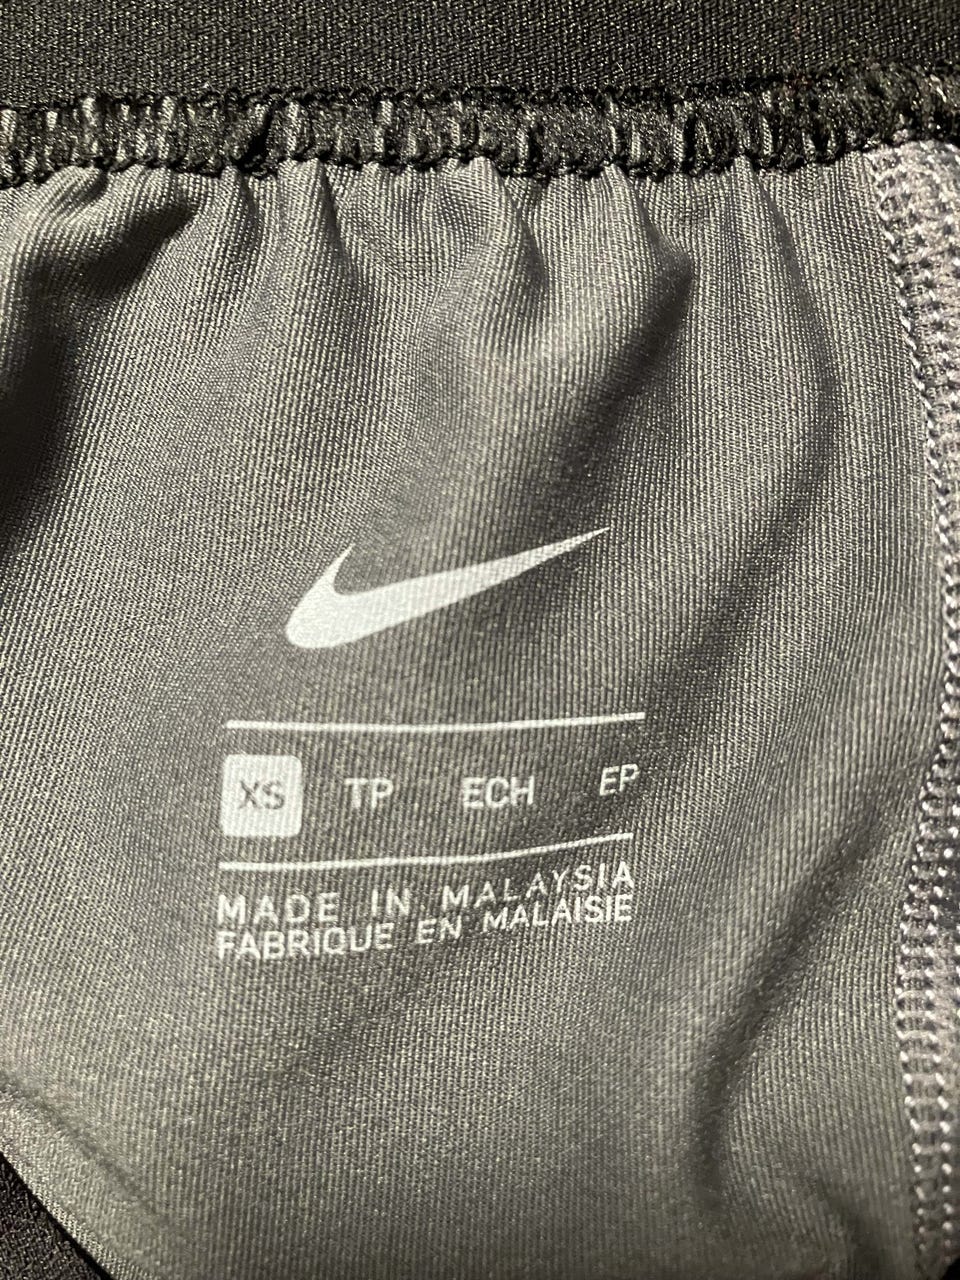 XS TP ECH EP
MADE IN MALAYSIA
FABRIQUE EN MALAISIE